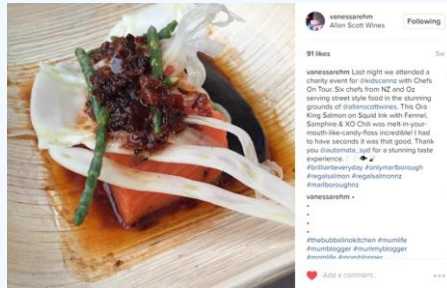 vanessarehm
Allan Scott Wines
Following
91 likes
5w
vanessarehm Last night we attended a
charity event for @kidscannz with Chefs
On Tour. Six chefs from NZ and Oz
serving street style food in the stunning
grounds of @allanscottwines. This Ora
King Salmon on Squid Ink with Fennel,
Samphire & XO Chili was melt-in-your-
mouth-like-candy-floss incredible! I had
to have seconds it was that good. Thank
you @automata_syd for a stunning taste
experience.
#brillianteveryday #onlymarlborough
#regalsalmon #regalsalmonnz
#marlboroughnz
vanessarehm •
•
•
•
•
#thebubbalinokitchen #mumlife
#mumblogger #mummyblogger
#momlife #momblogger
Add a comment...